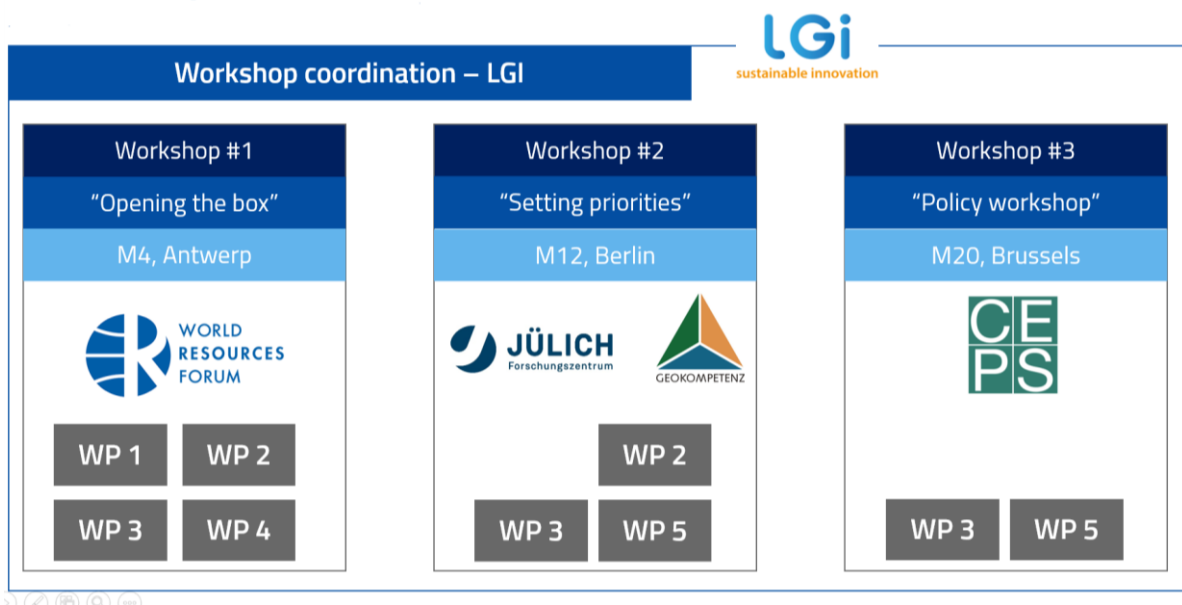 LGi
sustainable innovation
Workshop coordination – LGI
Workshop #1
“Opening the box”
M4, Antwerp
WORLD
RESOURCES
FORUM
WP 1
WP 2
WP 3
WP 4
Workshop #2
“Setting priorities”
M12, Berlin
JÜLICH
Forschungszentrum
GEOKOMPETENZ
WP 2
WP 3
WP 5
Workshop #3
“Policy workshop”
M20, Brussels
CE
PS
WP 3
WP 5